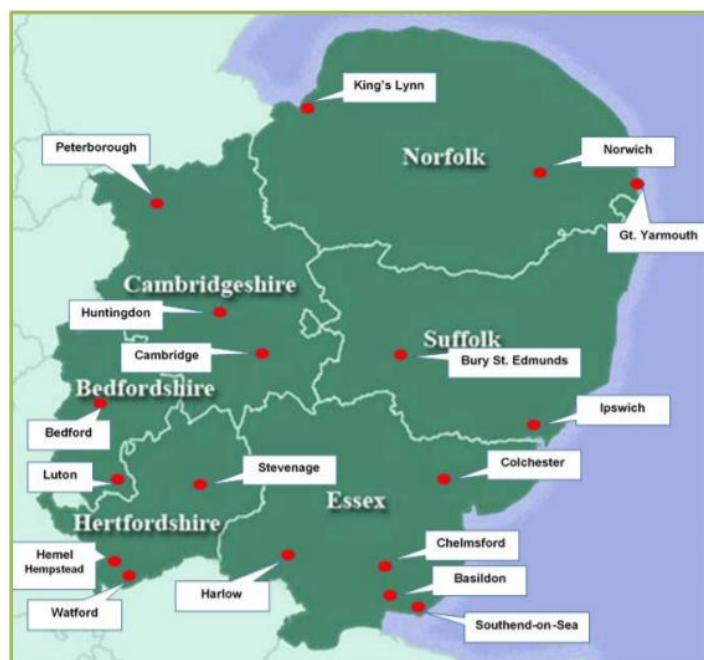 King's Lynn
Peterborough
Norfolk
Norwich
Gt. Yarmouth
Cambridgeshire
Huntingdon
Suffolk
Cambridge
Bury St. Edmunds
Bedfordshire
Ipswich
Bedford
Colchester
Stevenage
Luton
Essex
Hertfordshire
Chelmsford
Hemel
Hempstead
Basildon
Harlow
Watford
Southend-on-Sea